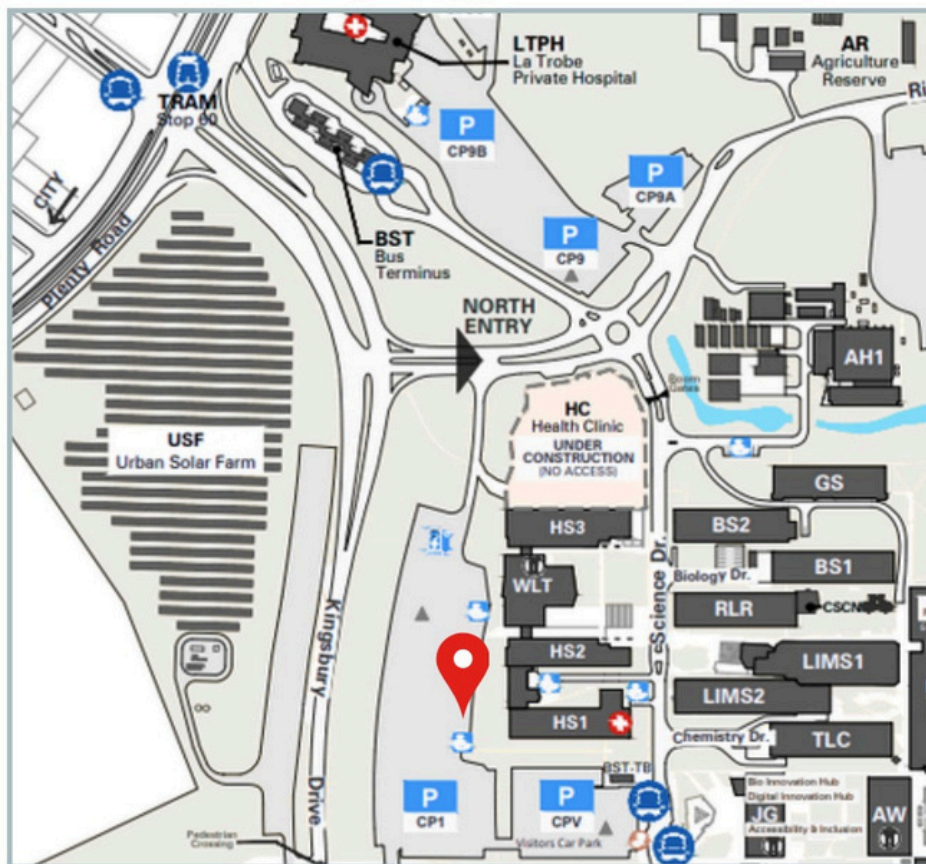 LTPH
La Trobe
Private Hospital
AR
Agriculture
Reserve
TRAM
Stop 60
P
CP9B
P
CP9A
P
CP9
CITY
Plenty Road
BST
Bus
Terminus
NORTH
ENTRY
AH1
Boom
Gates
HC
Health Clinic
UNDER
CONSTRUCTION
(NO ACCESS)
USF
Urban Solar Farm
GS
HS3
BS2
BS1
Biology Dr.
WLT
RLR
CSCN
Science Dr.
Kingsbury Drive
HS2
LIMS1
LIMS2
HS1
Chemistry Dr.
TLC
BST-TB
P
CP1
P
CPV
Visitors Car Park
Bio Innovation Hub
Digital Innovation Hub
JG
Accessibility & Inclusion
AW
Pedestrian
Crossing